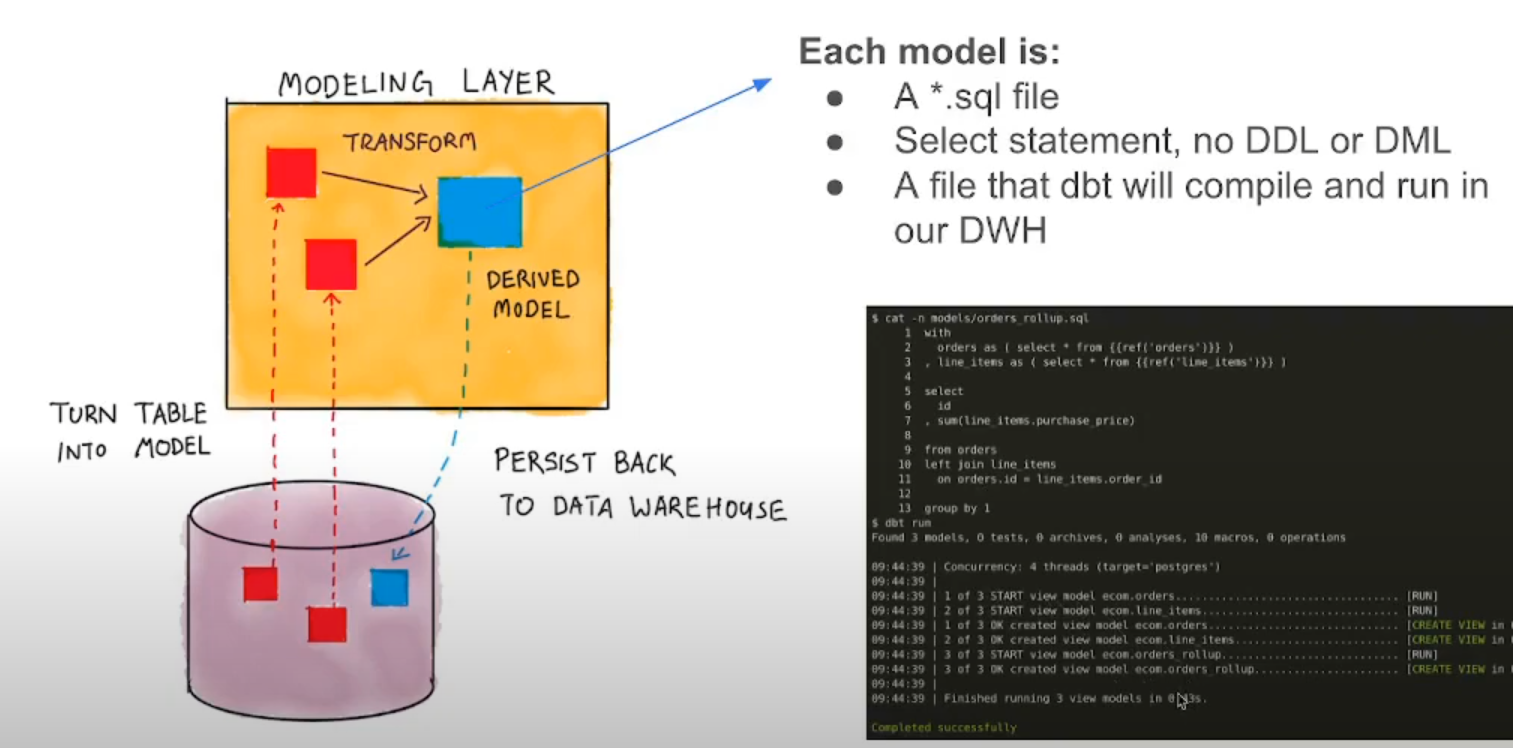 MODELING LAYER
TRANSFORM
DERIVED
MODEL
TURN TABLE
INTO MODEL
PERSIST BACK
TO DATA WAREHOUSE
Each model is:
● A *.sql file
● Select statement, no DDL or DML
● A file that dbt will compile and run in
our DWH
$ cat -n models/orders_rollup.sql
1 with
2 orders as ( select * from {{ref('orders')}} )
3 , line_items as ( select * from {{ref('line_items')}} )
4
5 select
6 id
7 , sum(line_items.purchase_price)
8
9 from orders
10 left join line_items
11 on orders.id = line_items.order_id
12
13 group by 1
$ dbt run
Found 3 models, 0 tests, 0 archives, 0 analyses, 10 macros, 0 operations
09:44:39 | Concurrency: 4 threads (target='postgres')
09:44:39 |
09:44:39 | 1 of 3 START view model ecom.orders................................. [RUN]
09:44:39 | 2 of 3 START view model ecom.line_items............................. [RUN]
09:44:39 | 1 of 3 OK created view model ecom.orders............................ [CREATE VIEW in
09:44:39 | 2 of 3 OK created view model ecom.line_items........................ [CREATE VIEW in
09:44:39 | 3 of 3 START view model ecom.orders_rollup.......................... [RUN]
09:44:39 | 3 of 3 OK created view model ecom.orders_rollup..................... [CREATE VIEW in
09:44:39 |
09:44:39 | Finished running 3 view models in
Completed successfully